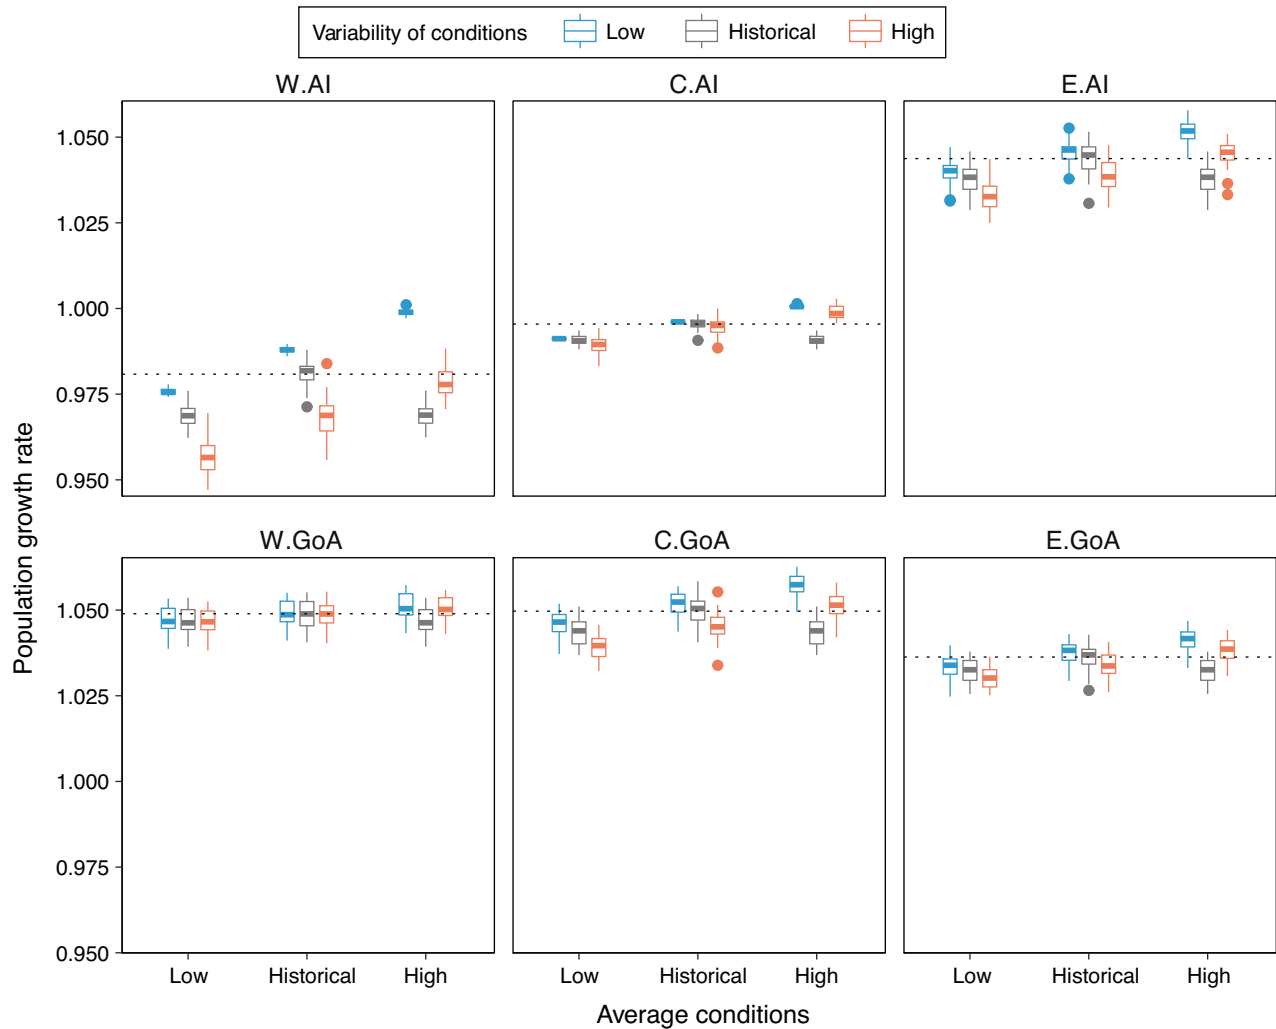 Variability of conditions Low Historical High
W.AI C.AI E.AI
1.050
1.025
1.000
0.975
0.950
Population growth rate
W.GoA C.GoA E.GoA
1.050
1.025
1.000
0.975
0.950
Low Historical High Low Historical High Low Historical High
Average conditions